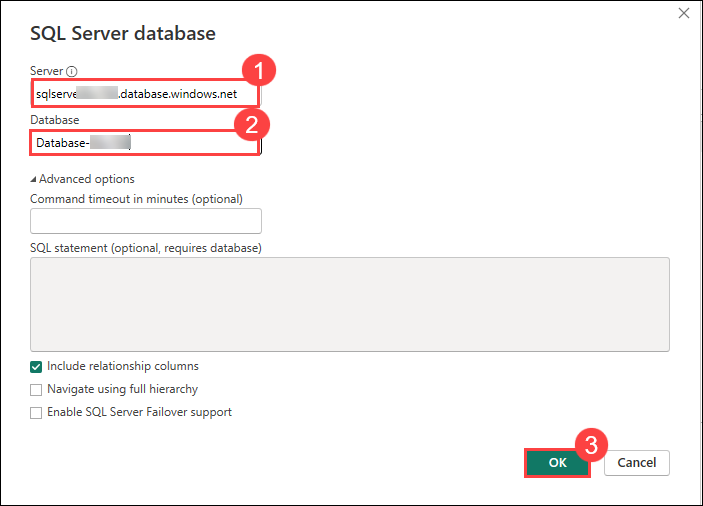 SQL Server database
Server
1
sqlserve .database.windows.net
Database
2
Database-
Advanced options
Command timeout in minutes (optional)
SQL statement (optional, requires database)
Include relationship columns
Navigate using full hierarchy
Enable SQL Server Failover support
3
OK Cancel